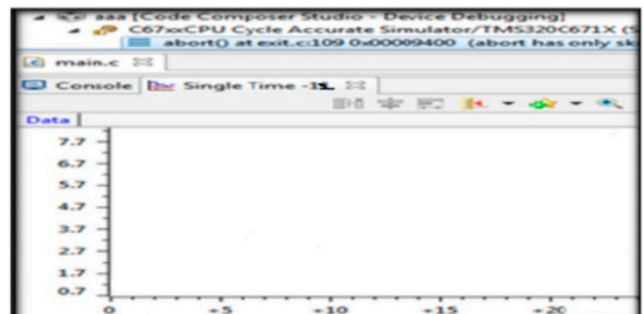 aaa [Code Composer Studio - Device Debugging]
C67xxCPU Cycle Accurate Simulator/TMS320C671X (S
abort() at exit.c:109 0x00009400 (abort has only sk
main.c
Console Single Time -
Data
7.7
6.7
5.7
4.7
3.7
2.7
1.7
0.7
0 +5 +10 +15 +20